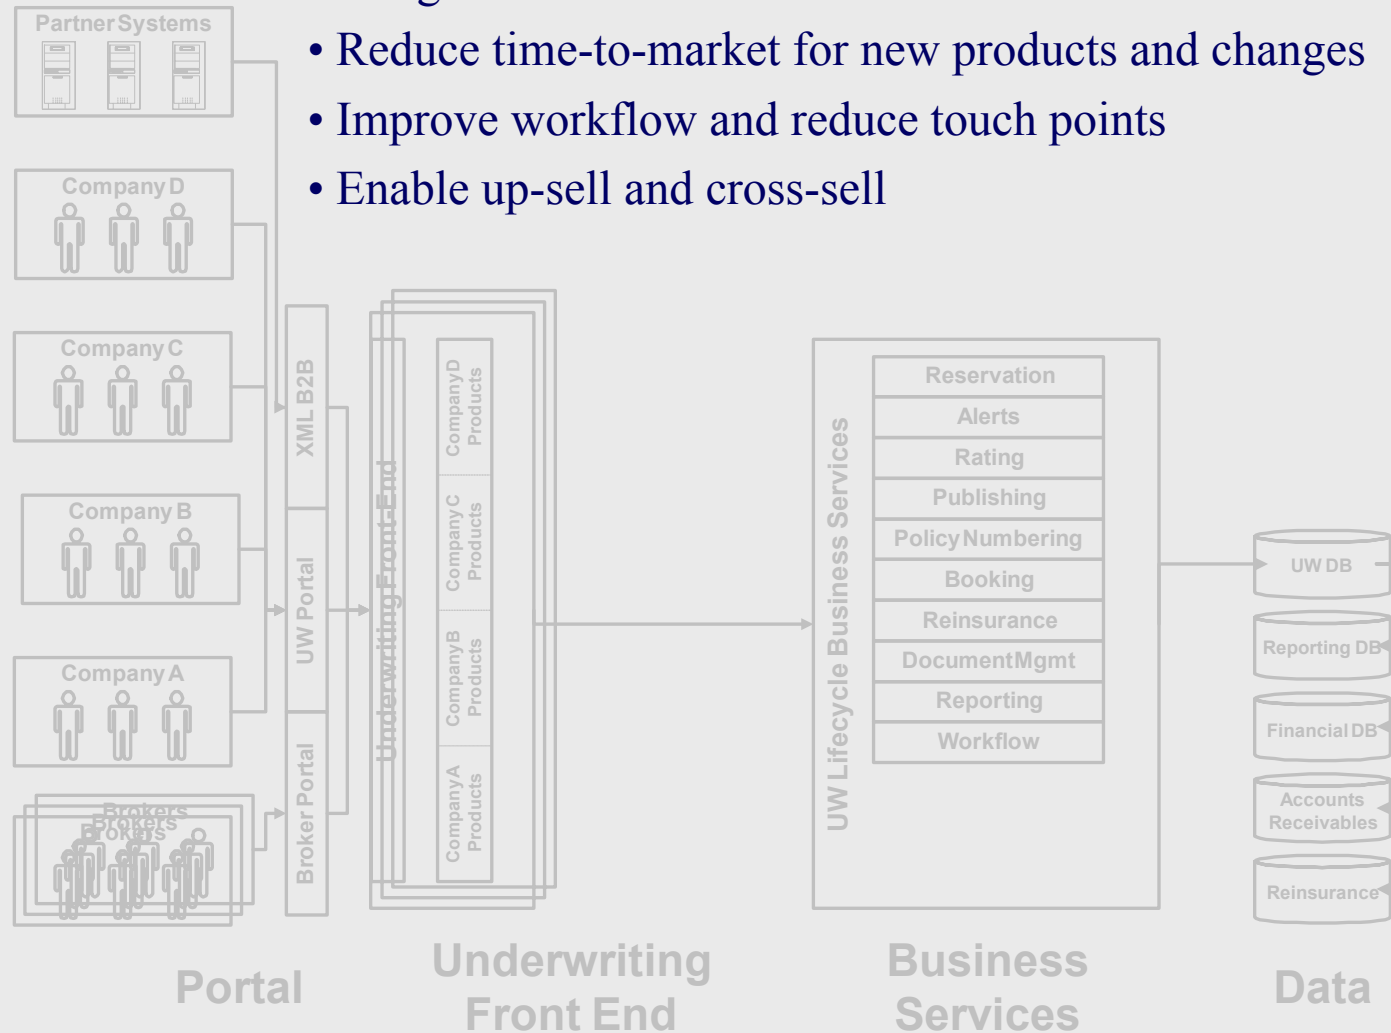 • Reduce time-to-market for new products and changes
• Improve workflow and reduce touch points
• Enable up-sell and cross-sell
Partner Systems
Company D
Company C
Company B
Company A
Brokers
Brokers
Brokers
XML B2B
UW Portal
Broker Portal
Underwriting Front-End
Company D
Products
Company C
Products
Company B
Products
Company A
Products
UW Lifecycle Business Services
Reservation
Alerts
Rating
Publishing
Policy Numbering
Booking
Reinsurance
Document Mgmt
Reporting
Workflow
UW DB
Reporting DB
Financial DB
Accounts
Receivables
Reinsurance
Portal
Underwriting
Front End
Business
Services
Data